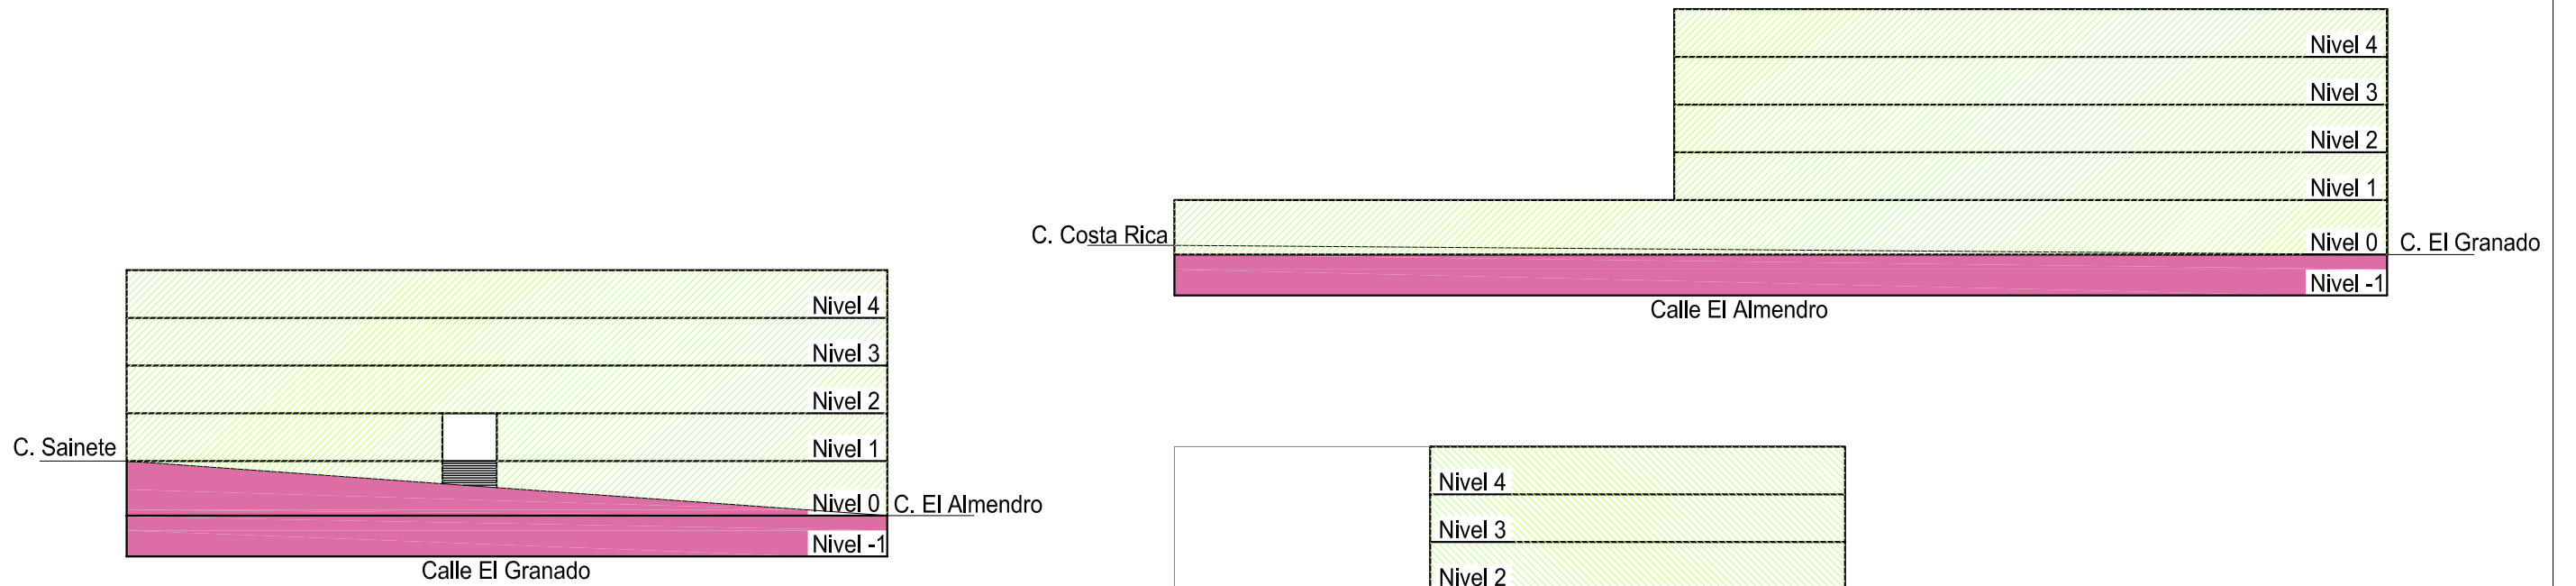 Nivel 4
Nivel 3
Nivel 2
Nivel 1
C. Costa Rica
Nivel 0
C. El Granado
Nivel -1
Calle El Almendro
Nivel 4
Nivel 3
Nivel 2
C. Sainete
Nivel 1
Nivel 0
C. El Almendro
Nivel -1
Calle El Granado
Nivel 4
Nivel 3
Nivel 2